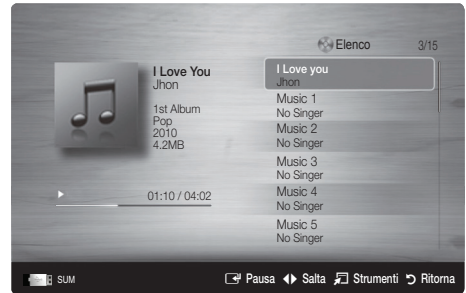 Elenco 3/15
I Love You
Jhon
1st Album
Pop
2010
4.2MB
01:10 / 04:02
I Love you
Jhon
Music 1
No Singer
Music 2
No Singer
Music 3
No Singer
Music 4
No Singer
Music 5
No Singer
SUM Pausa Salta Strumenti Ritorna